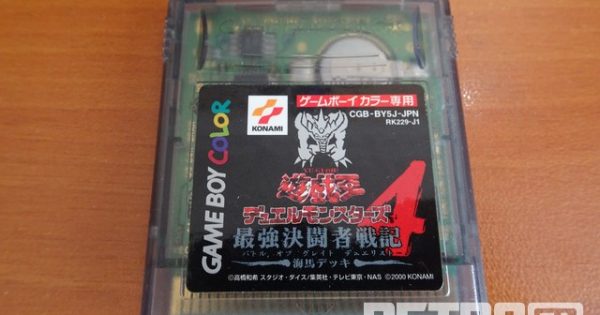 ゲームボーイ カラー専用
CGB-BY5J-JPN
RK229-J1
KONAMI
GAME BOY COLOR
遊戯王
デュエルモンスターズ
4
最強決闘者戦記
バトル オブ グレイト デュエリスト
海馬デッキ
©高橋和希 スタジオ・ダイス/集英社・テレビ東京・NAS ©2000 KONAMI